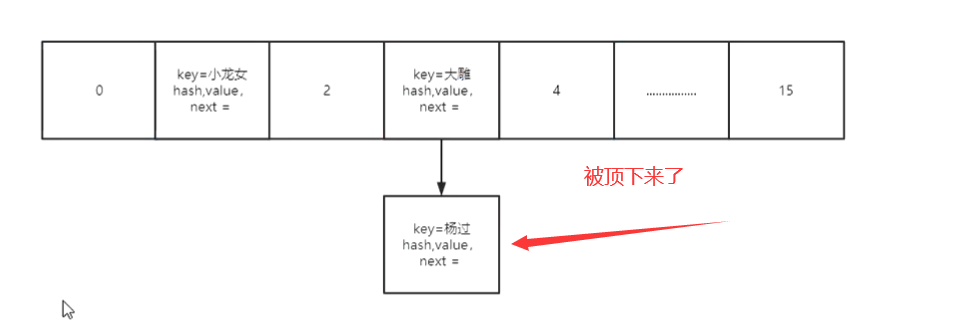 0
key=小龙女
hash,value,
next =
2
key=大雕
hash,value,
next =
4
................
15
被顶下来了
key=杨过
hash,value,
next =